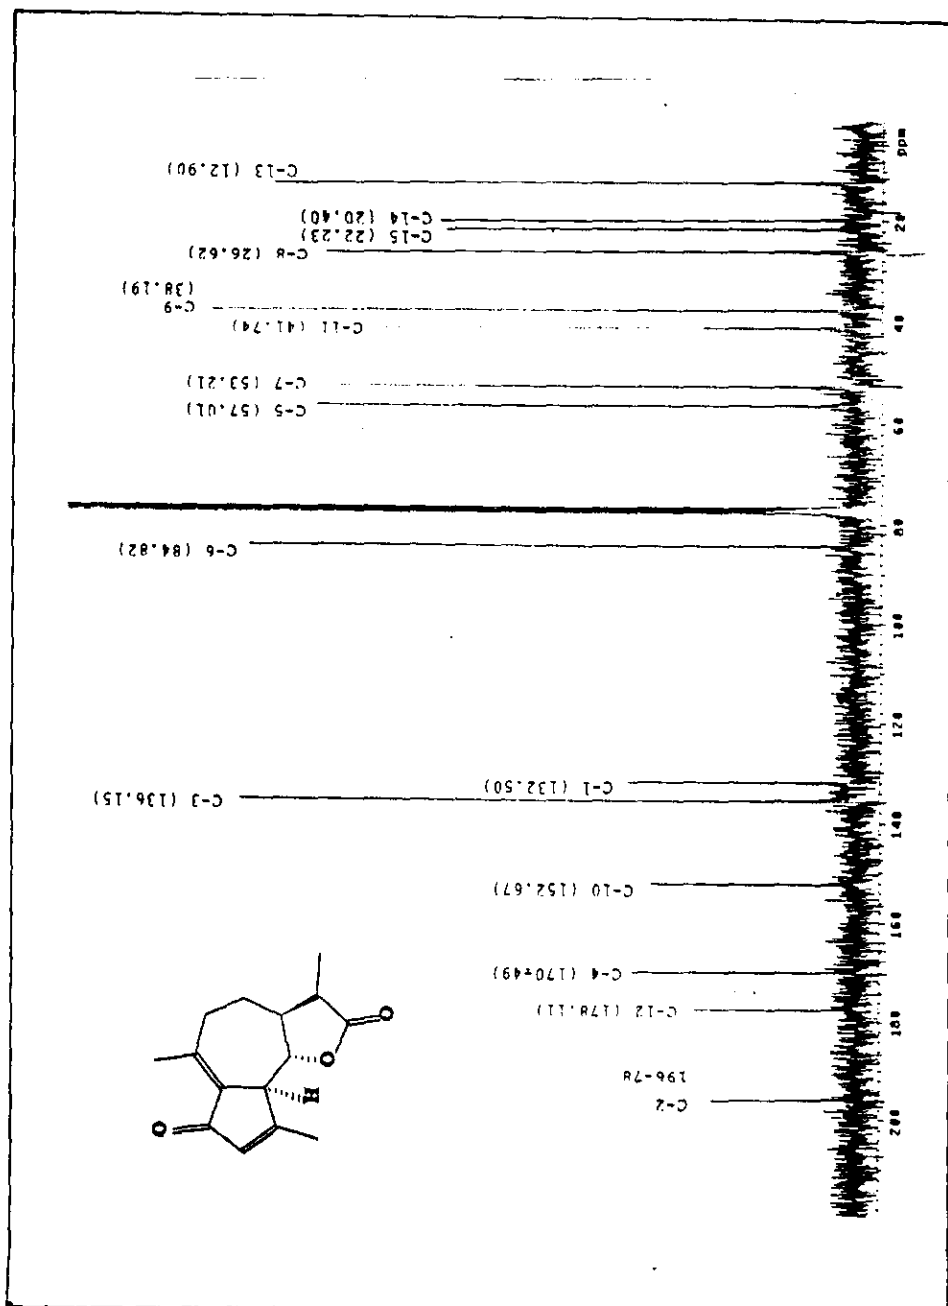 C-13 (12.90)
C-14 (20.40)
C-15 (22.23)
C-8 (26.62)
C-9
(38.19)
C-11 (41.74)
C-7 (53.21)
C-5 (57.01)
C-6 (84.82)
C-1 (132.50)
C-3 (136.15)
C-10 (152.67)
C-4 (170-49)
C-12 (178.11)
C-2
196-78
ppm
20
40
60
80
100
120
140
160
180
200
O
O
H
O